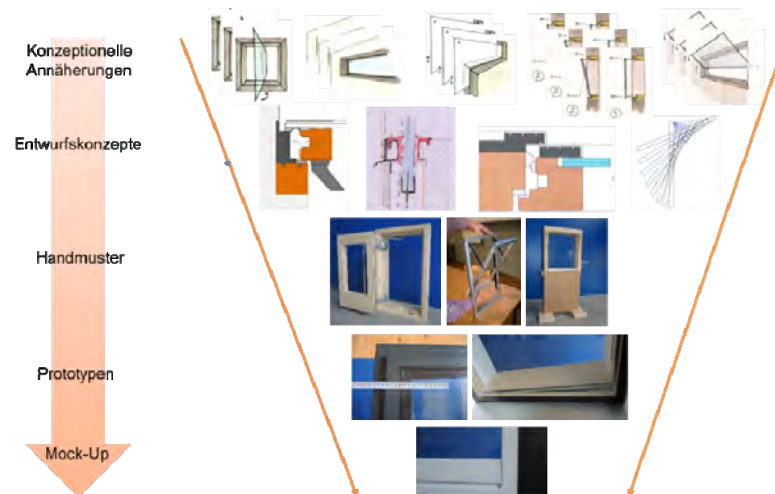 Konzeptionelle
Annäherungen
Entwurfskonzepte
Handmuster
Prototypen
Mock-Up